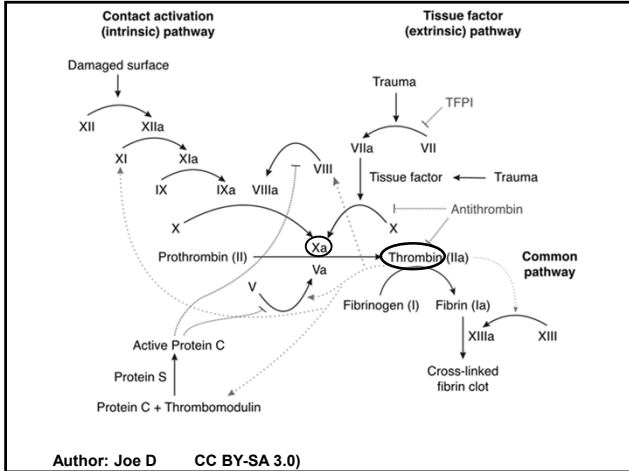 Contact activation
(intrinsic) pathway
Tissue factor
(extrinsic) pathway
Damaged surface
Trauma
TFPI
XII
XIIa
VIIa
VII
XI
XIa
VIII
Tissue factor
Trauma
IX
IXa
VIIIa
Antithrombin
X
X
Xa
Prothrombin (II)
Thrombin (IIa)
Common
pathway
Va
V
Fibrinogen (I)
Fibrin (Ia)
XIIIa
XIII
Active Protein C
Cross-linked
fibrin clot
Protein S
Protein C + Thrombomodulin
Author: Joe D CC BY-SA 3.0)